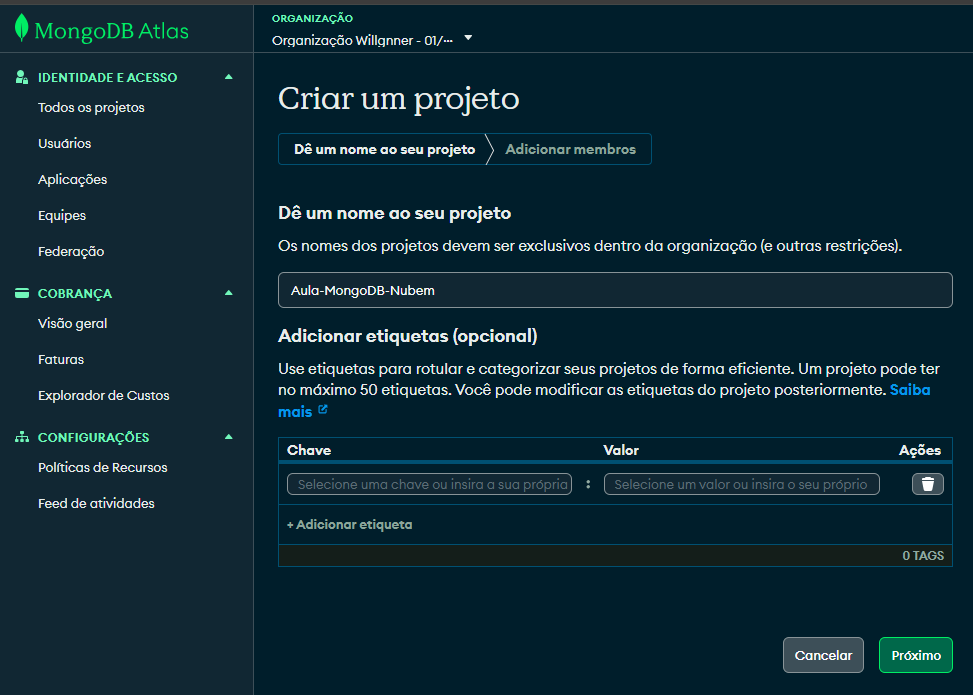 MongoDB Atlas
ORGANIZAÇÃO
Organização Willgnner - 01/...
IDENTIDADE E ACESSO
Todos os projetos
Usuários
Aplicações
Equipes
Federação
COBRANÇA
Visão geral
Faturas
Explorador de Custos
CONFIGURAÇÕES
Políticas de Recursos
Feed de atividades
Criar um projeto
Dê um nome ao seu projeto
Adicionar membros
Dê um nome ao seu projeto
Os nomes dos projetos devem ser exclusivos dentro da organização (e outras restrições).
Aula-MongoDB-Nubem
Adicionar etiquetas (opcional)
Use etiquetas para rotular e categorizar seus projetos de forma eficiente. Um projeto pode ter
no máximo 50 etiquetas. Você pode modificar as etiquetas do projeto posteriormente. Saiba
mais
Chave Valor Ações
Selecione uma chave ou insira a sua própria : Selecione um valor ou insira o seu próprio
+ Adicionar etiqueta
0 TAGS
Cancelar Próximo